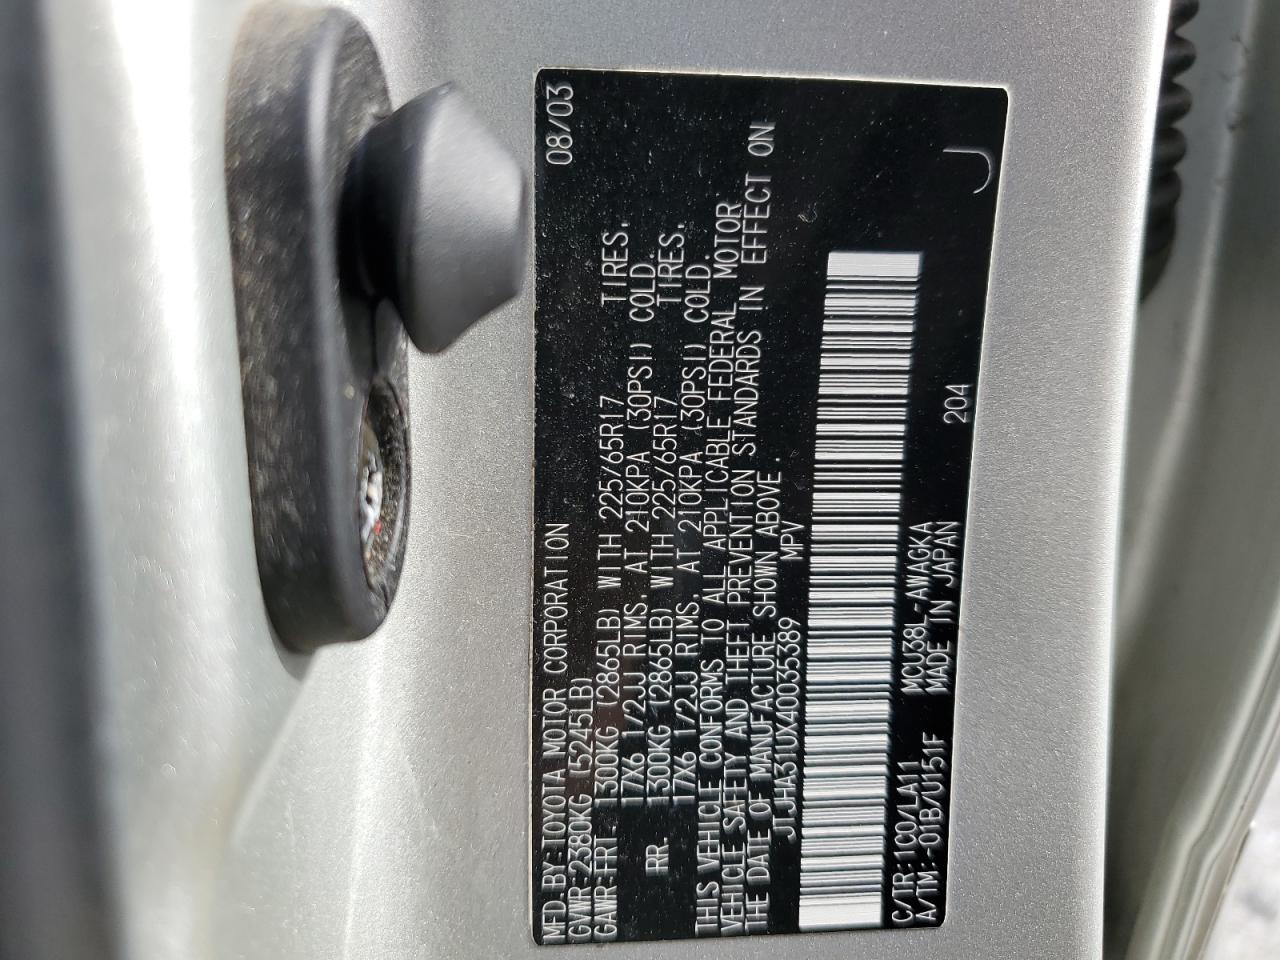 MFD.BY:TOYOTA MOTOR CORPORATION 08/03
GVWR:2380KG (5245LB)
GAWR:FRT. 1300KG (2865LB) WITH 225/65R17 TIRES,
17X6 1/2JJ RIMS, AT 210KPA (30PSI) COLD.
RR 1300KG (2865LB) WITH 225/65R17 TIRES,
17X6 1/2JJ RIMS, AT 210KPA (30PSI) COLD.
THIS VEHICLE CONFORMS TO ALL APPLICABLE FEDERAL MOTOR
VEHICLE SAFETY AND THEFT PREVENTION STANDARDS IN EFFECT ON
THE DATE OF MANUFACTURE SHOWN ABOVE.
JTJHA31UX40035389 MPV
C/TR:1C0/LA11 MCU38L-AWAGKA
A/TM:-01B/U151F MADE IN JAPAN 204
J